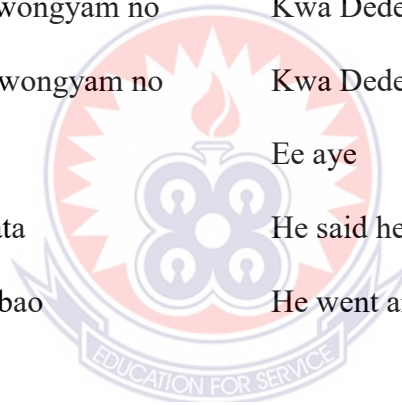 wongyam no Kwa Dede
wongyam no Kwa Dede
Ee aye
ata He said he
bao He went a
EDUCATION FOR SERVICE